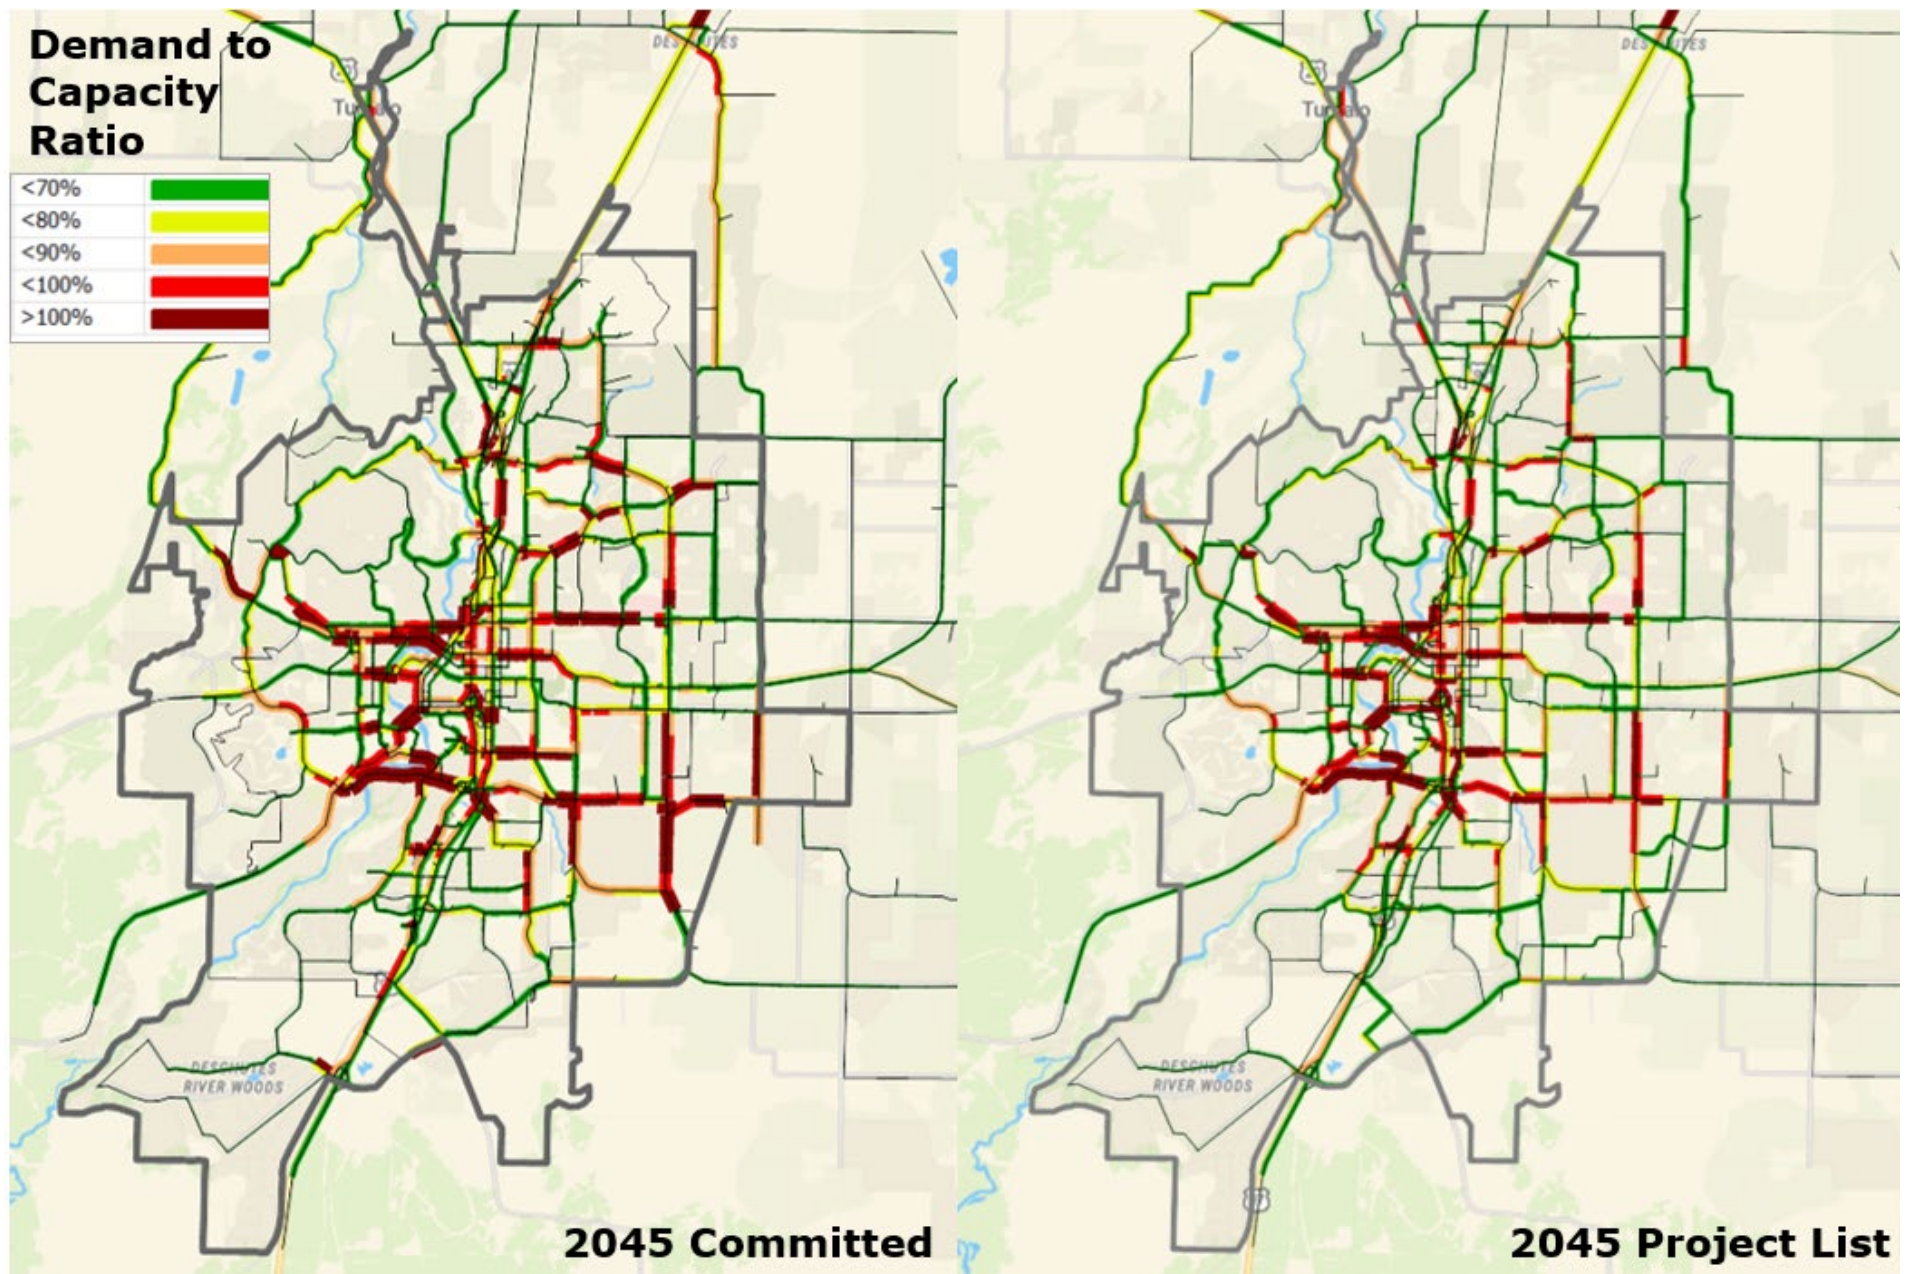 Demand to
Capacity
Ratio
<70%
<80%
<90%
<100%
>100%
DESCHUTES
RIVER WOODS
2045 Committed
DESCHUTES
RIVER WOODS
97
2045 Project List